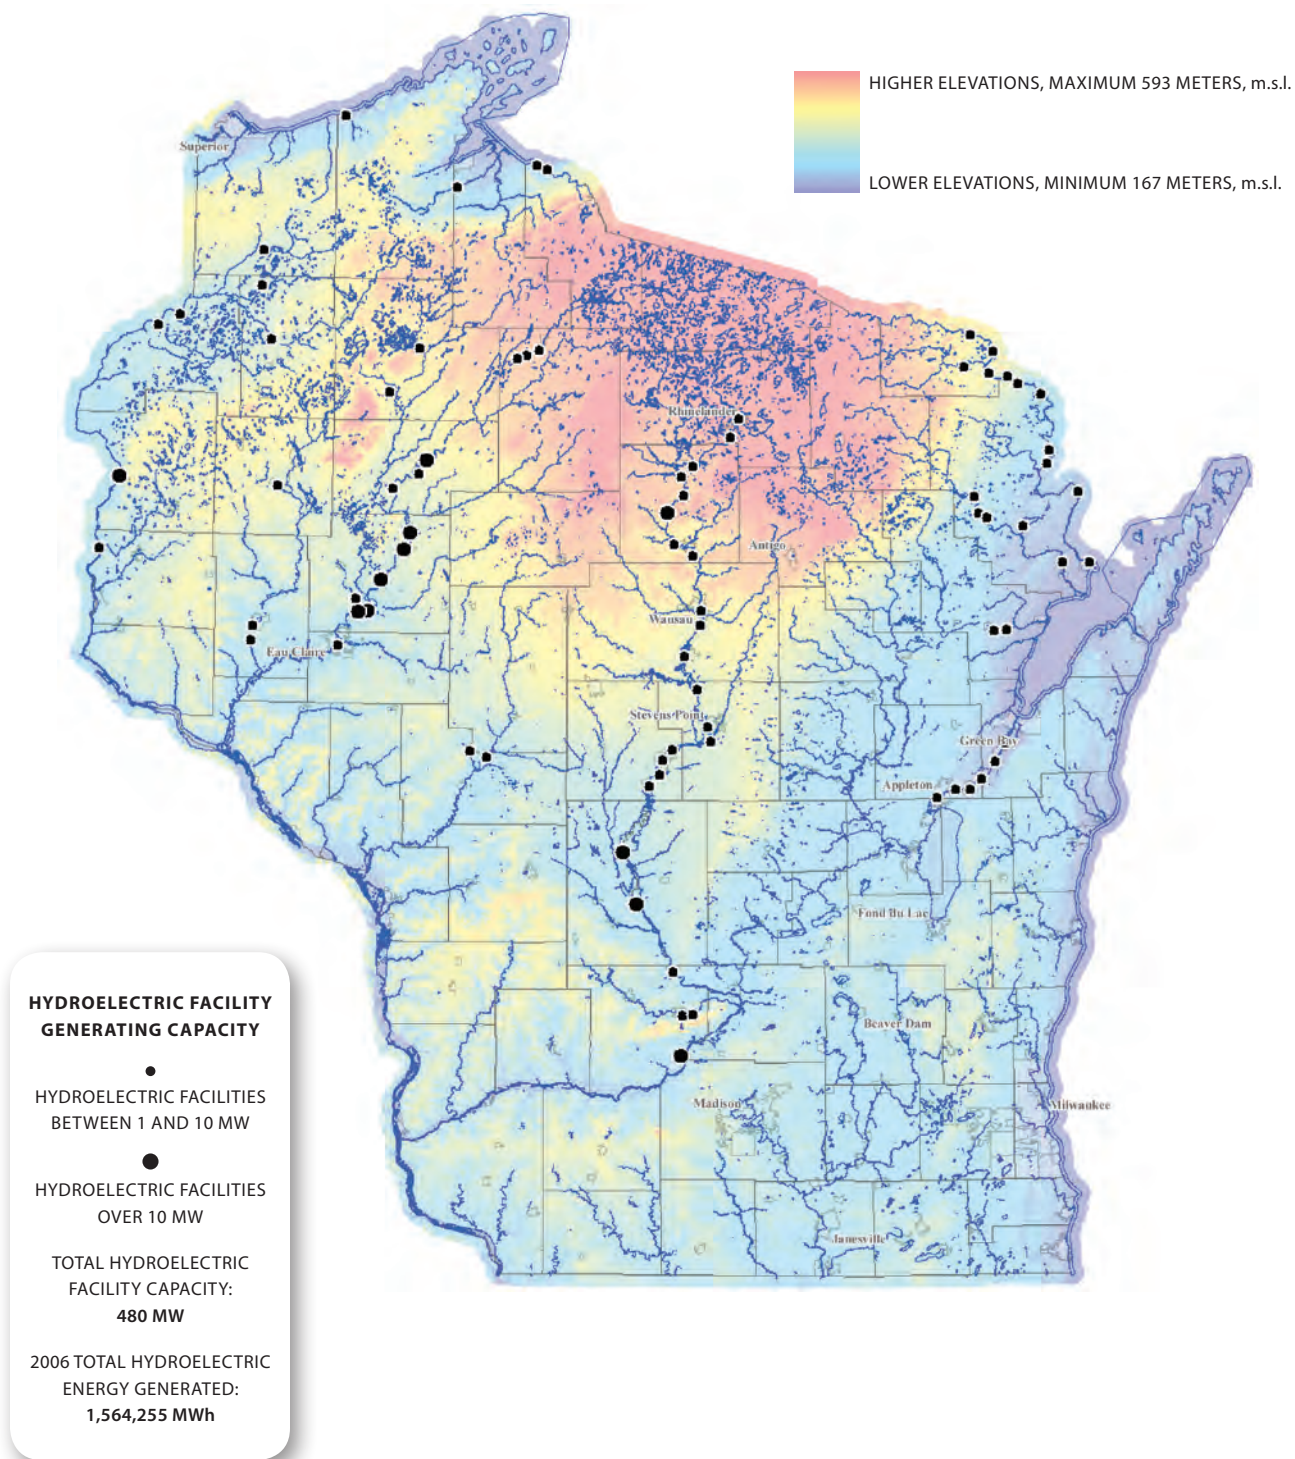 HIGHER ELEVATIONS, MAXIMUM 593 METERS, m.s.l.
LOWER ELEVATIONS, MINIMUM 167 METERS, m.s.l.
Superior
Rhinelander
Antigo
Wausau
Eau Claire
Stevens Point
Green Bay
Appleton
Fond du Lac
Beaver Dam
Madison
Milwaukee
Janesville
HYDROELECTRIC FACILITY
GENERATING CAPACITY
HYDROELECTRIC FACILITIES
BETWEEN 1 AND 10 MW
HYDROELECTRIC FACILITIES
OVER 10 MW
TOTAL HYDROELECTRIC
FACILITY CAPACITY:
480 MW
2006 TOTAL HYDROELECTRIC
ENERGY GENERATED:
1,564,255 MWh